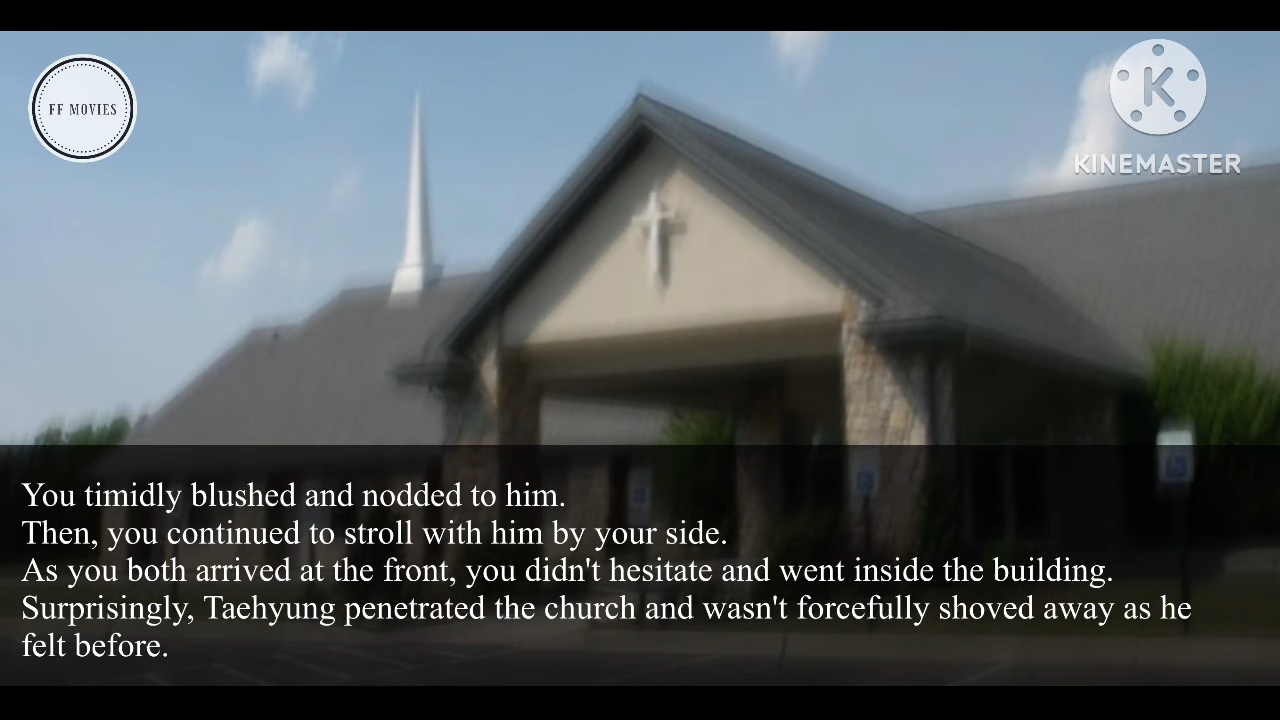 FF MOVIES
KINEMASTER
You timidly blushed and nodded to him.
Then, you continued to stroll with him by your side.
As you both arrived at the front, you didn't hesitate and went inside the building.
Surprisingly, Taehyung penetrated the church and wasn't forcefully shoved away as he
felt before.